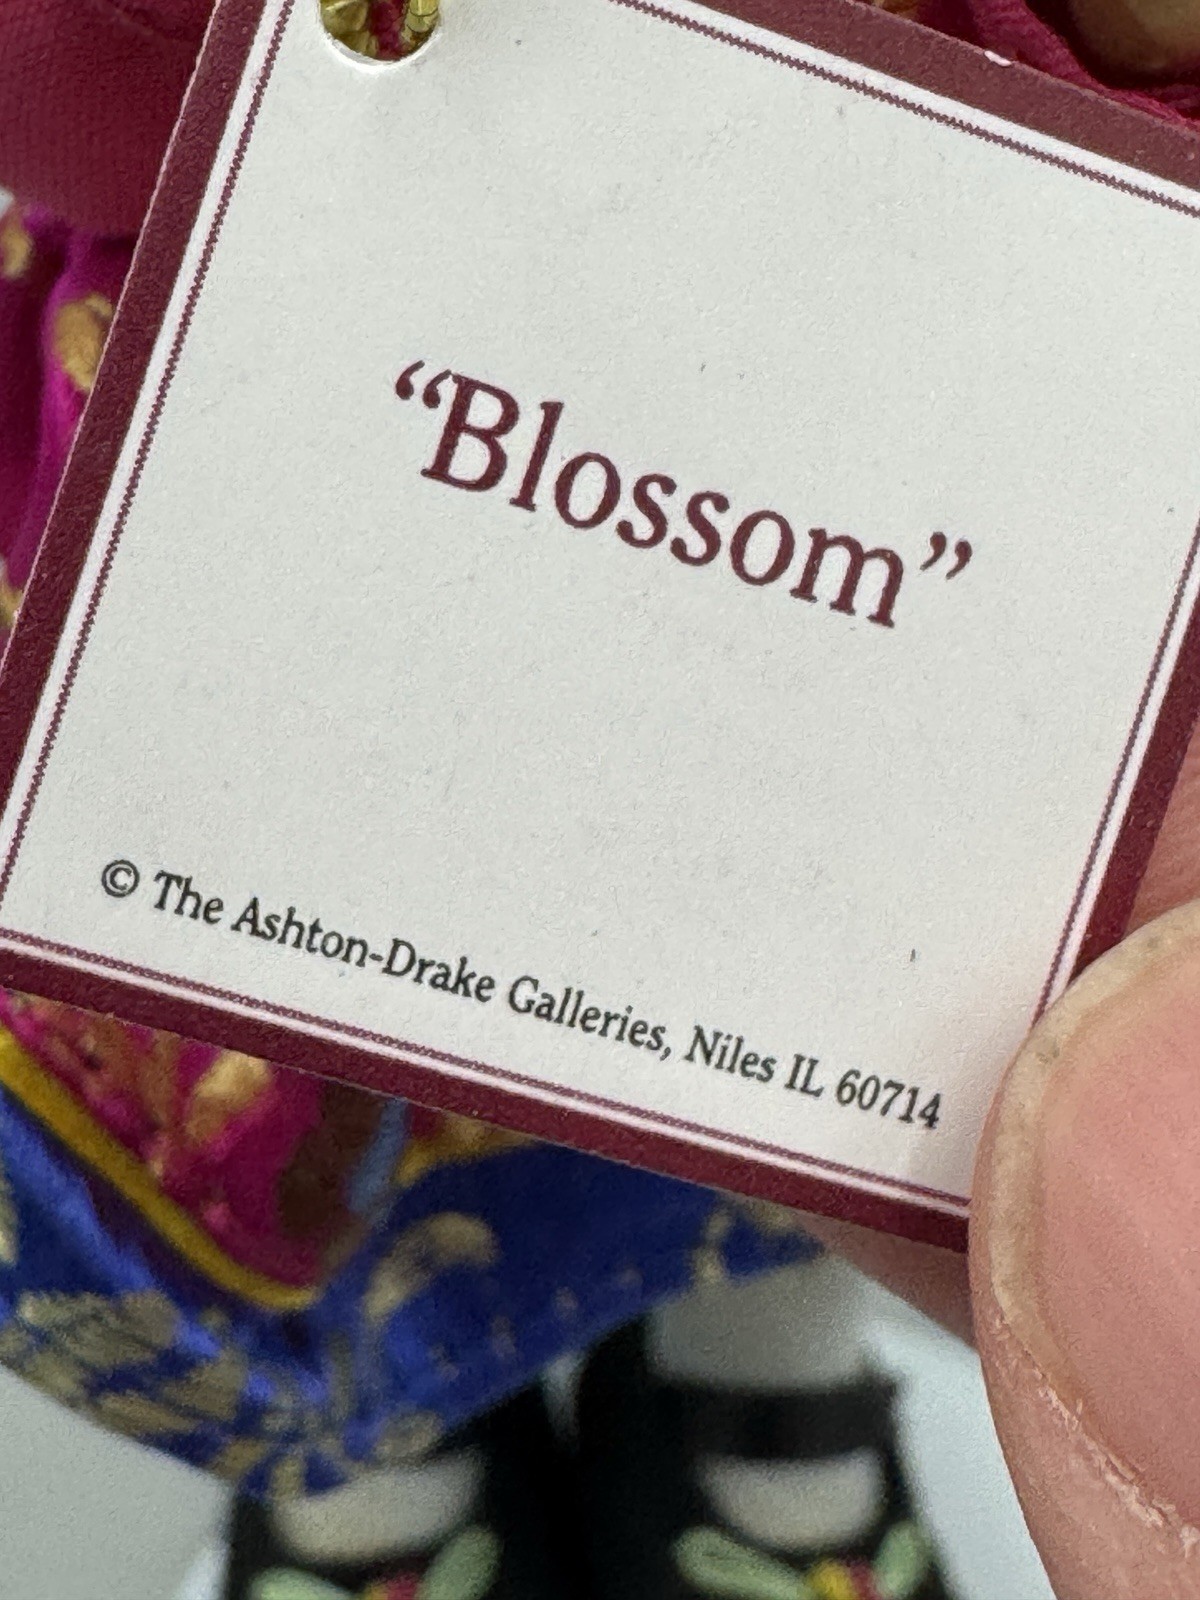 “Blossom”
© The Ashton-Drake Galleries, Niles IL 60714